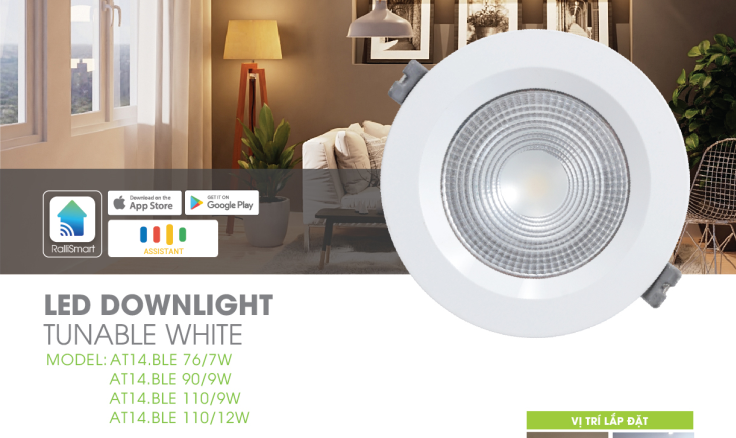 RalliSmart
Download on the
App Store
GET IT ON
Google Play
ASSISTANT
LED DOWNLIGHT
TUNABLE WHITE
MODEL: AT14.BLE 76/7W
AT14.BLE 90/9W
AT14.BLE 110/9W
AT14.BLE 110/12W
VỊ TRÍ LẮP ĐẶT